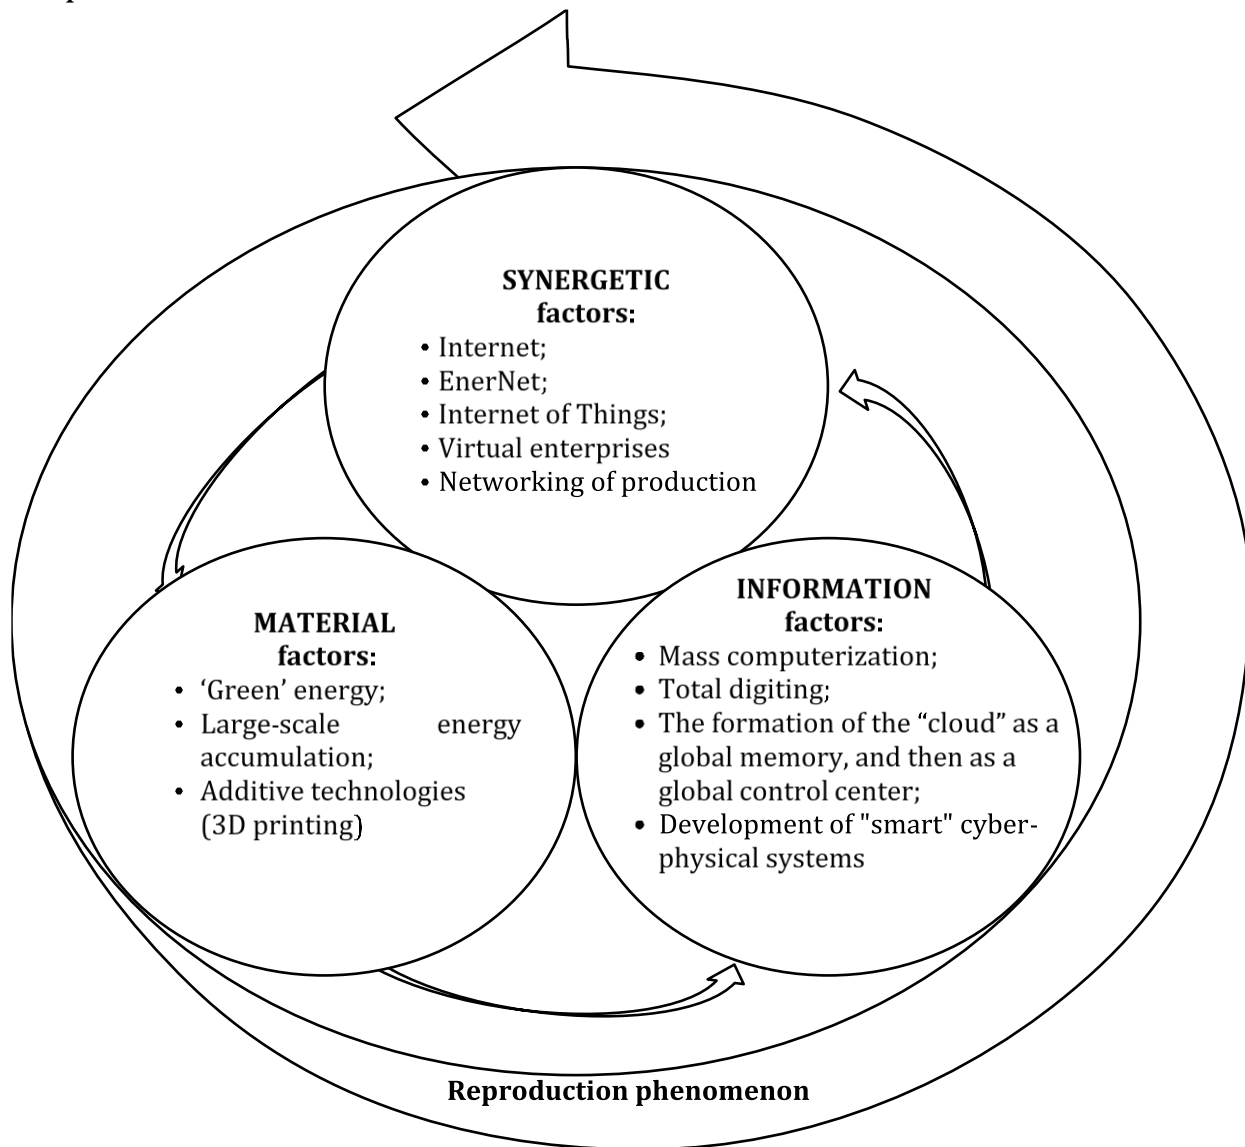 SYNERGETIC
factors:
• Internet;
• EnerNet;
• Internet of Things;
• Virtual enterprises
• Networking of production
MATERIAL
factors:
• ‘Green’ energy;
• Large-scale energy
accumulation;
• Additive technologies
(3D printing)
INFORMATION
factors:
• Mass computerization;
• Total digiting;
• The formation of the “cloud” as a
global memory, and then as a
global control center;
• Development of "smart" cyber-
physical systems
Reproduction phenomenon